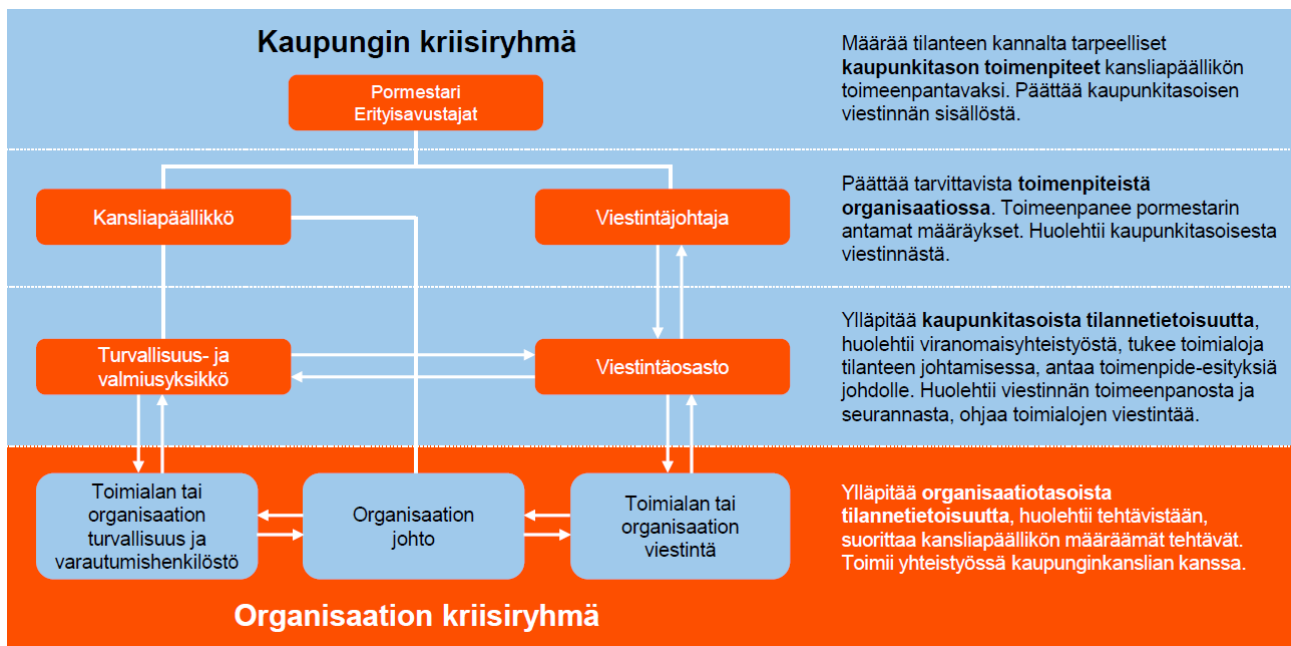 Kaupungin kriisiryhmä
Pormestari
Erityisavustajat
Määrää tilanteen kannalta tarpeelliset
kaupunkitason toimenpiteet kansliapäällikön
toimeenpantavaksi. Päättää kaupunkitasoisen
viestinnän sisällöstä.
Kansliapäällikkö
Viestintäjohtaja
Päättää tarvittavista toimenpiteistä
organisaatiossa. Toimeenpanee pormestarin
antamat määräykset. Huolehtii kaupunkitasoisesta
viestinnästä.
Turvallisuus- ja
valmiusyksikkö
Viestintäosasto
Ylläpitää kaupunkitasoista tilannetietoisuutta,
huolehtii viranomaisyhteistyöstä, tukee toimialoja
tilanteen johtamisessa, antaa toimenpide-esityksiä
johdolle. Huolehtii viestinnän toimeenpanosta ja
seurannasta, ohjaa toimialojen viestintää.
Toimialan tai
organisaation
turvallisuus ja
varautumishenkilöstö
Organisaation
johto
Toimialan tai
organisaation
viestintä
Ylläpitää organisaatiotasoista
tilannetietoisuutta, huolehtii tehtävistään,
suorittaa kansliapäällikön määräämät tehtävät.
Toimii yhteistyössä kaupunginkanslian kanssa.
Organisaation kriisiryhmä